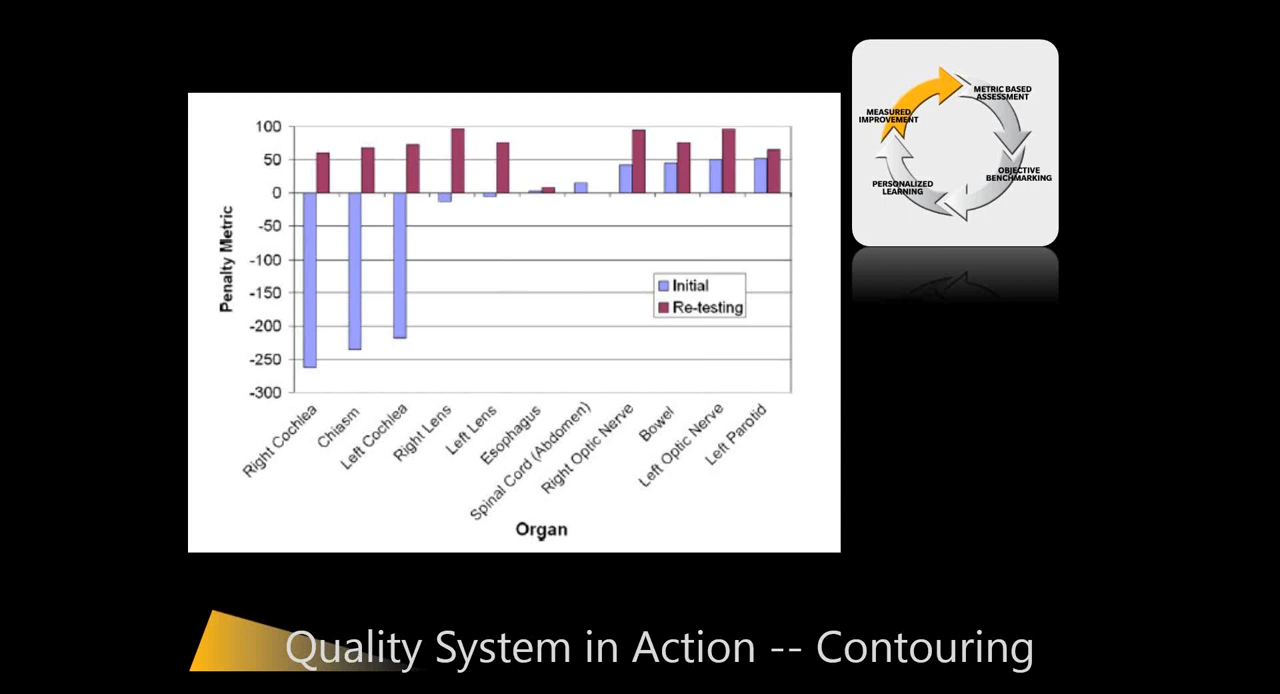 METRIC BASED
ASSESSMENT
MEASURED
IMPROVEMENT
OBJECTIVE
BENCHMARKING
PERSONALIZED
LEARNING
100
50
0
-50
-100
-150
-200
-250
-300
Penalty Metric
Initial
Re-testing
Right Cochlea
Chiasm
Left Cochlea
Right Lens
Left Lens
Esophagus
Spinal Cord (Abdomen)
Right Optic Nerve
Bowel
Left Optic Nerve
Left Parotid
Organ
Quality System in Action -- Contouring